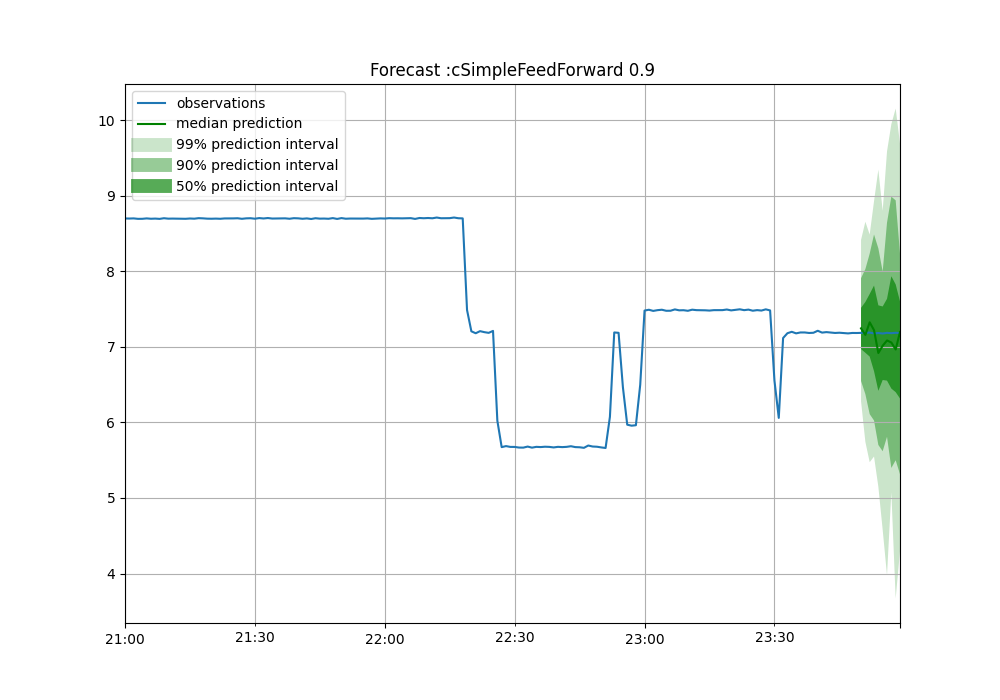 Forecast :cSimpleFeedForward 0.9
observations
median prediction
99% prediction interval
90% prediction interval
50% prediction interval
10
9
8
7
6
5
4
21:00
21:30
22:00
22:30
23:00
23:30